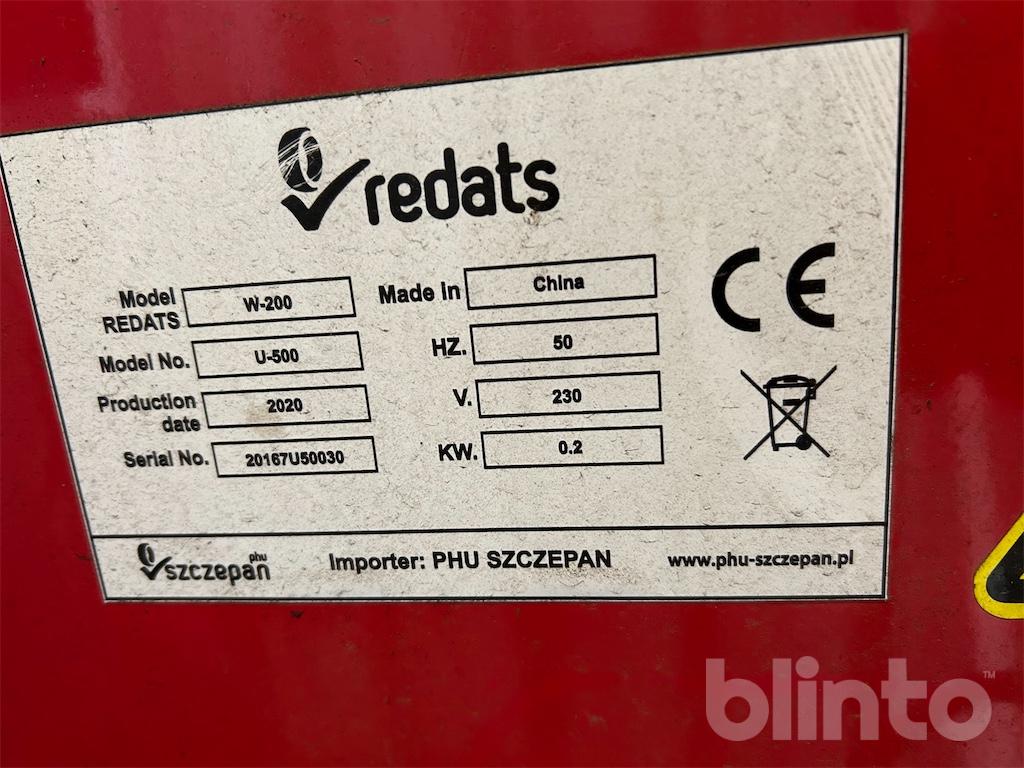 redats
Model REDATS W-200
Model No. U-500
Production date 2020
Serial No. 20167U50030
Made in China
HZ. 50
V. 230
KW. 0.2
CE
phu szczepan
Importer: PHU SZCZEPAN
www.phu-szczepan.pl
blinto™